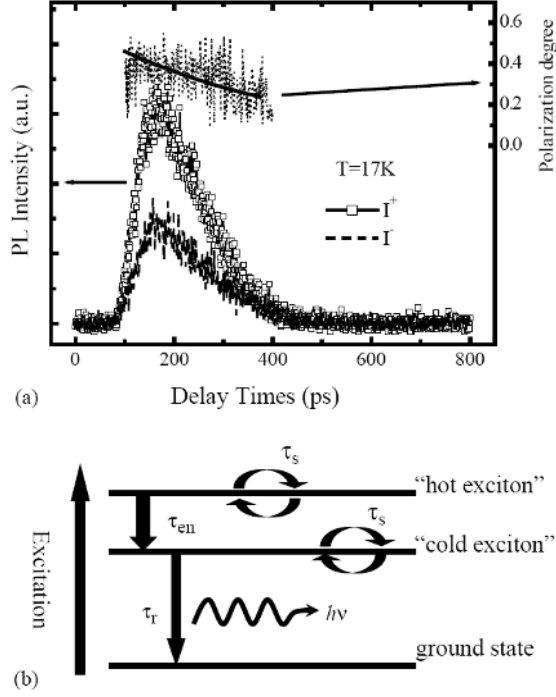 0.6
0.4
0.2
0.0
Polarization degree
PL Intensity (a.u.)
T=17K
I⁺
I⁻
0 200 400 600 800
(a) Delay Times (ps)
τs
"hot exciton"
τen
τs
"cold exciton"
Excitation
τr
hν
ground state
(b)